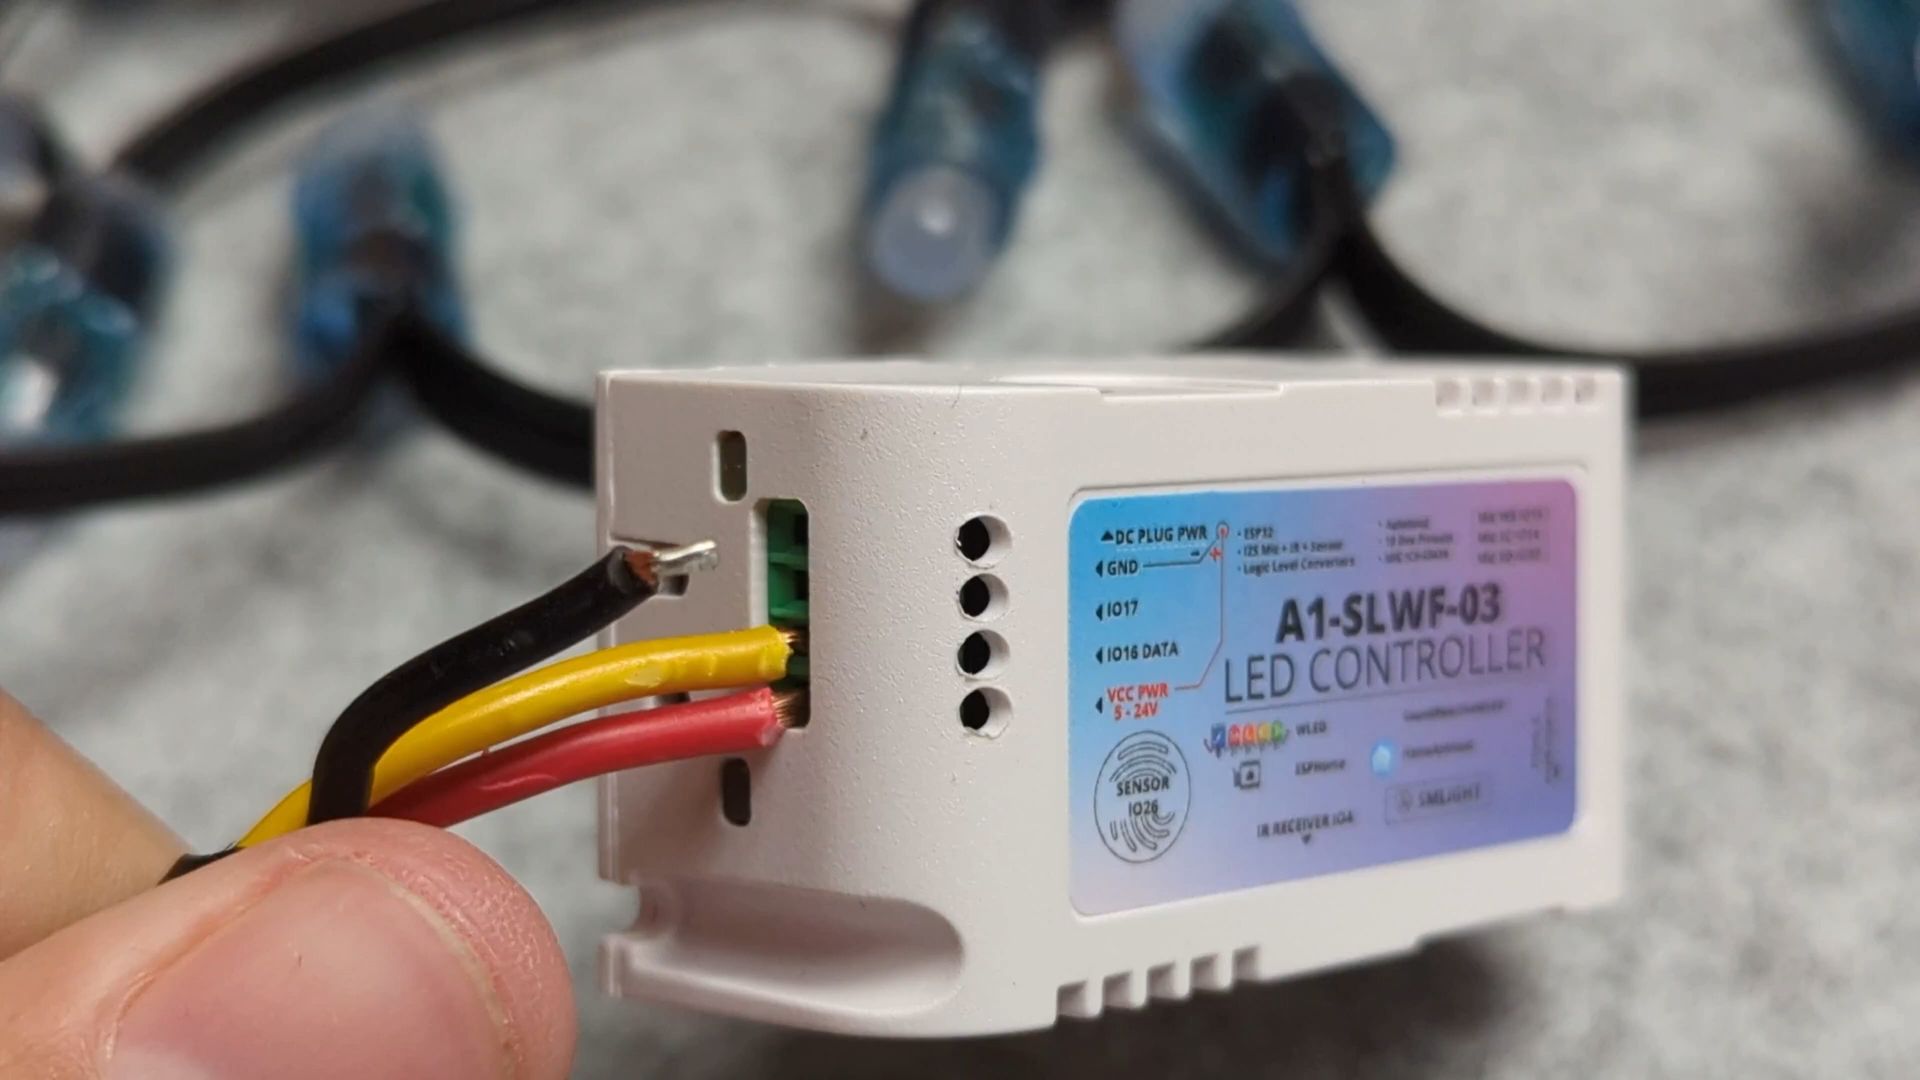 DC PLUG PWR
GND
IO17
IO16 DATA
VCC PWR
5 - 24V
SENSOR
IO26
- ESP32
- I2S Mic + IR + Sensor
- Logic Level Converters
A1-SLWF-03
LED CONTROLLER
WLED
ESPHome
SMLIGHT
IR RECEIVER IO4